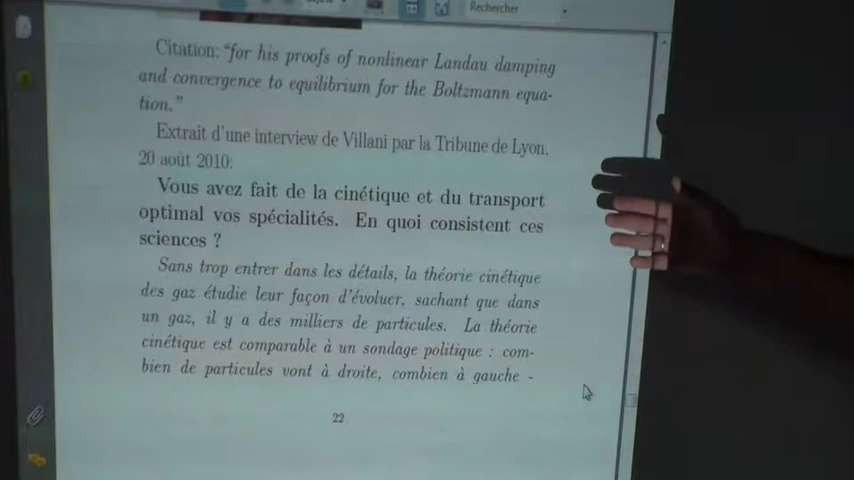 Rechercher
Citation: "for his proofs of nonlinear Landau damping
and convergence to equilibrium for the Boltzmann equa-
tion."
Extrait d'une interview de Villani par la Tribune de Lyon,
20 août 2010:
Vous avez fait de la cinétique et du transport
optimal vos spécialités. En quoi consistent ces
sciences ?
Sans trop entrer dans les détails, la théorie cinétique
des gaz étudie leur façon d'évoluer, sachant que dans
un gaz, il y a des milliers de particules. La théorie
cinétique est comparable à un sondage politique : com-
bien de particules vont à droite, combien à gauche -
22